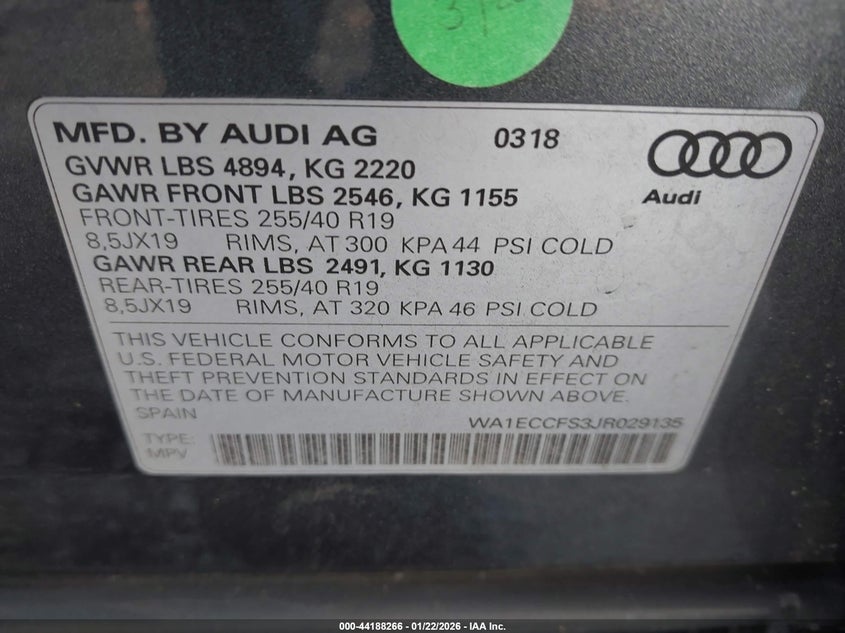 MFD. BY AUDI AG 0318
GVWR LBS 4894, KG 2220
GAWR FRONT LBS 2546, KG 1155
Audi
FRONT-TIRES 255/40 R19
8,5JX19 RIMS, AT 300 KPA 44 PSI COLD
GAWR REAR LBS 2491, KG 1130
REAR-TIRES 255/40 R19
8,5JX19 RIMS, AT 320 KPA 46 PSI COLD
THIS VEHICLE CONFORMS TO ALL APPLICABLE
U.S. FEDERAL MOTOR VEHICLE SAFETY AND
THEFT PREVENTION STANDARDS IN EFFECT ON
THE DATE OF MANUFACTURE SHOWN ABOVE.
SPAIN
WA1ECCFS3JR029135
TYPE:
MPV
000-44188266 - 01/22/2026 - IAA Inc.